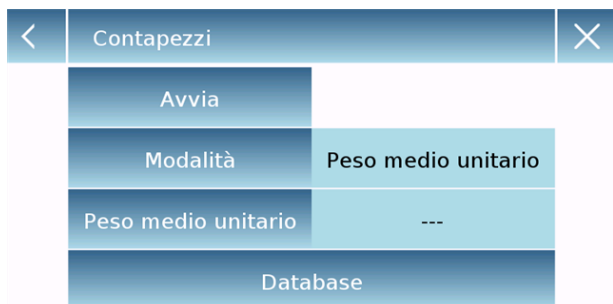 Contapezzi
Avvia
Modalità Peso medio unitario
Peso medio unitario ---
Database